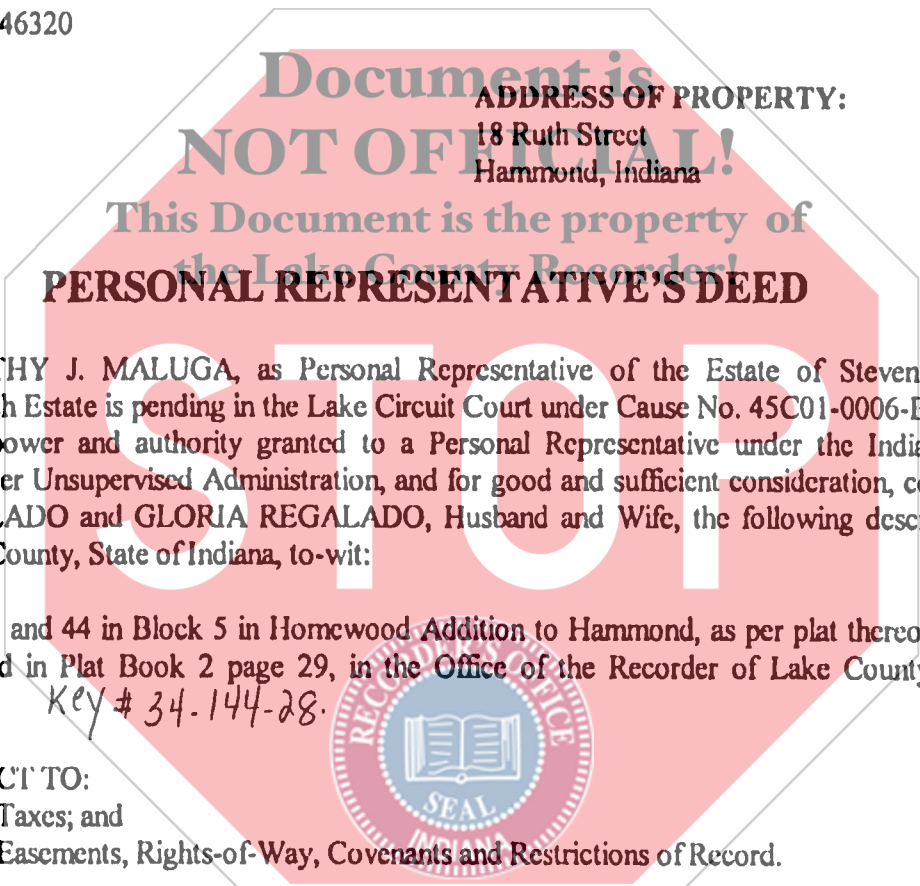 46320
Document is
ADDRESS OF PROPERTY:
NOT OFFICIAL!
18 Ruth Street
Hammond, Indiana
This Document is the property of
the Lake County Recorder!
PERSONAL REPRESENTATIVE'S DEED
THY J. MALUGA, as Personal Representative of the Estate of Steven
h Estate is pending in the Lake Circuit Court under Cause No. 45C01-0006-E
ower and authority granted to a Personal Representative under the India
er Unsupervised Administration, and for good and sufficient consideration, c
LADO and GLORIA REGALADO, Husband and Wife, the following desc
County, State of Indiana, to-wit:
STOP
and 44 in Block 5 in Homewood Addition to Hammond, as per plat thereo
d in Plat Book 2 page 29, in the Office of the Recorder of Lake County
Key # 34-144-28.
RECORDER'S OFFICE
SEAL
INDIANA
CT TO:
Taxes; and
Easements, Rights-of-Way, Covenants and Restrictions of Record.